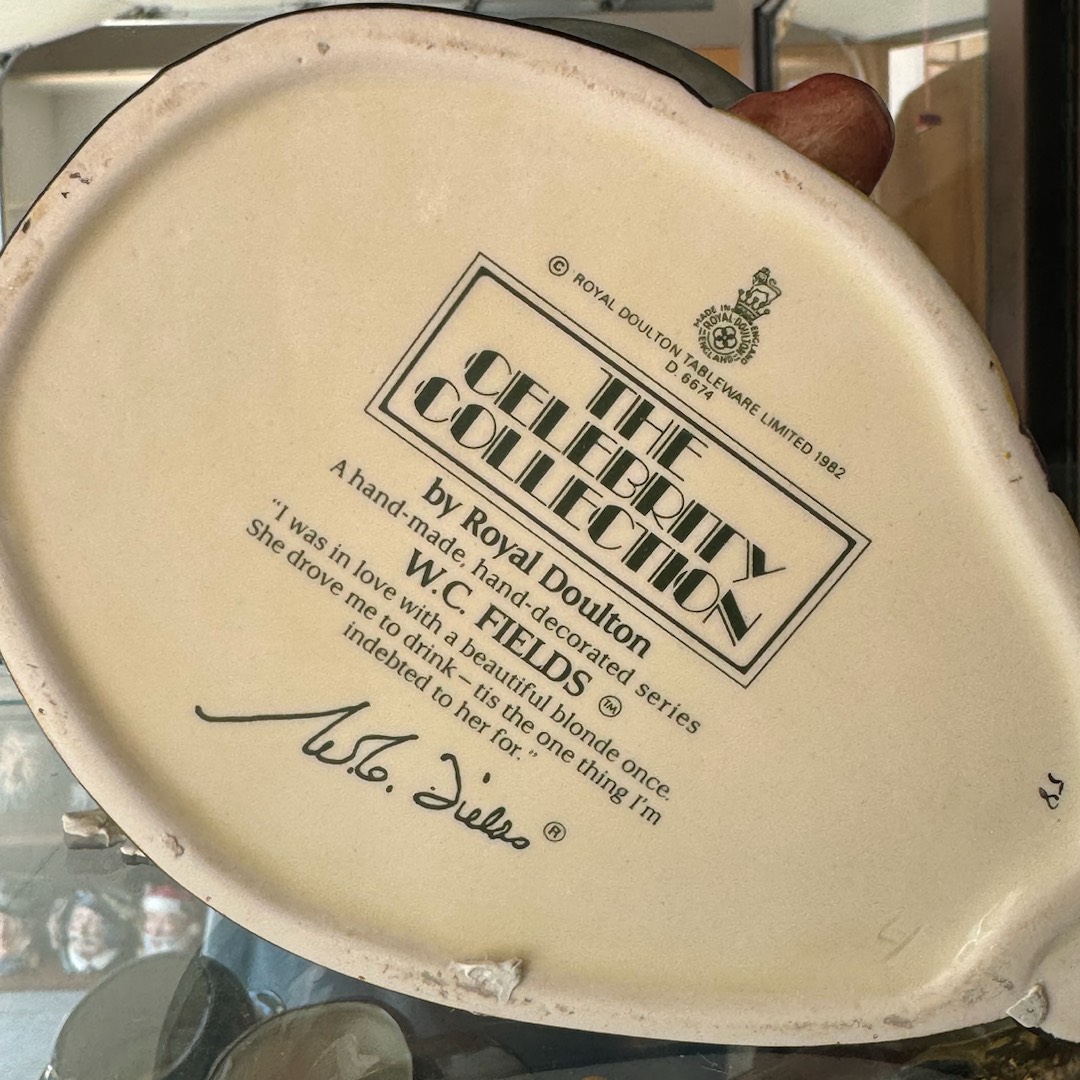 MADE IN ENGLAND
ROYAL DOULTON
ENGLAND
© ROYAL DOULTON TABLEWARE LIMITED 1982
D. 6674
THE
CELEBRITY
COLLECTION
by Royal Doulton
A hand-made, hand-decorated series
W.C. FIELDS ™
“I was in love with a beautiful blonde once.
She drove me to drink – tis the one thing I’m
indebted to her for.”
W.C. Fields ®